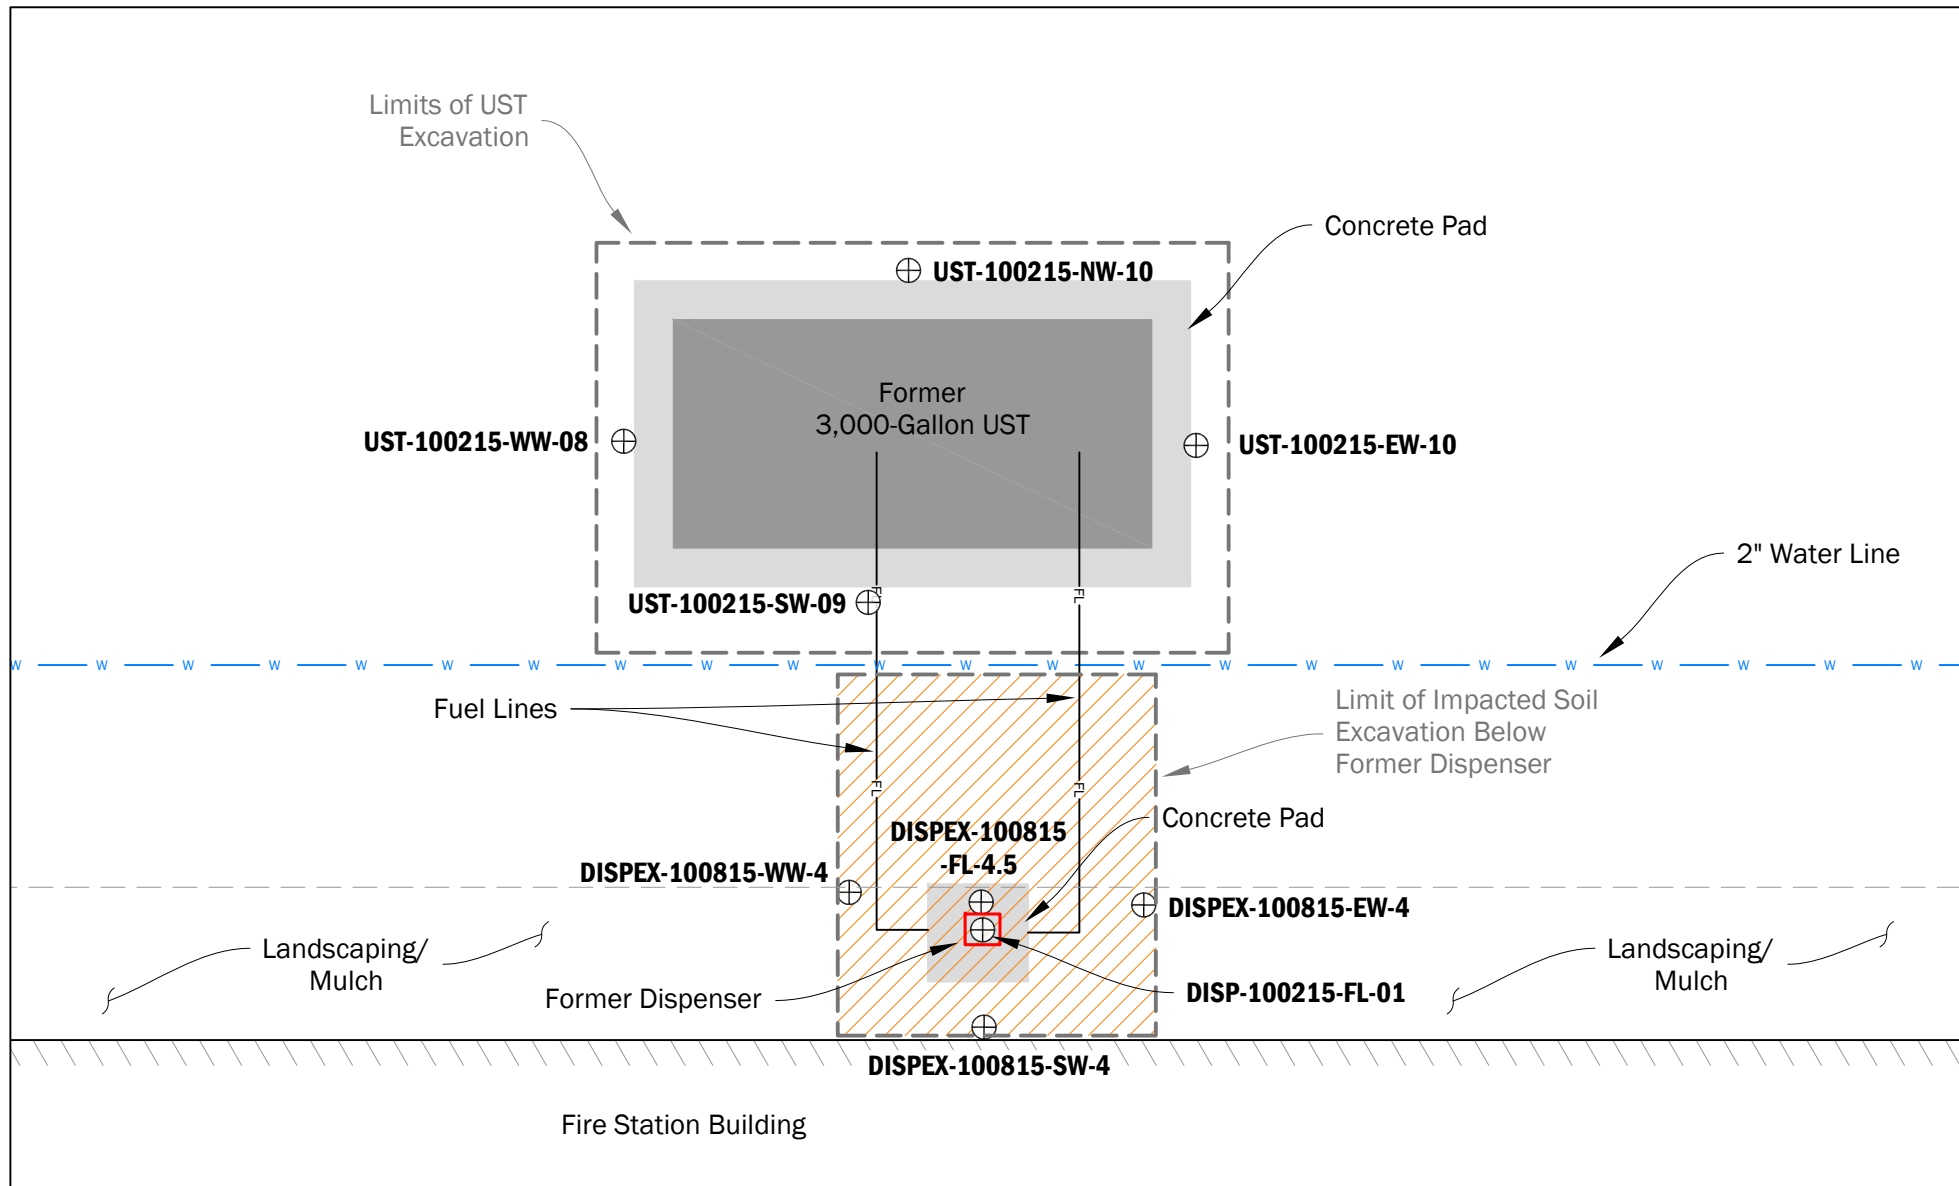 Limits of UST
Excavation
Concrete Pad
UST-100215-NW-10
Former
3,000-Gallon UST
UST-100215-WW-08
UST-100215-EW-10
2" Water Line
FL
FL
UST-100215-SW-09
W W W W W W W W W W W W W W W W W W W W W W W
Fuel Lines
Limit of Impacted Soil
Excavation Below
Former Dispenser
FL
FL
Concrete Pad
DISPEX-100815
-FL-4.5
DISPEX-100815-WW-4
DISPEX-100815-EW-4
Landscaping/
Mulch
Landscaping/
Mulch
Former Dispenser
DISP-100215-FL-01
DISPEX-100815-SW-4
Fire Station Building